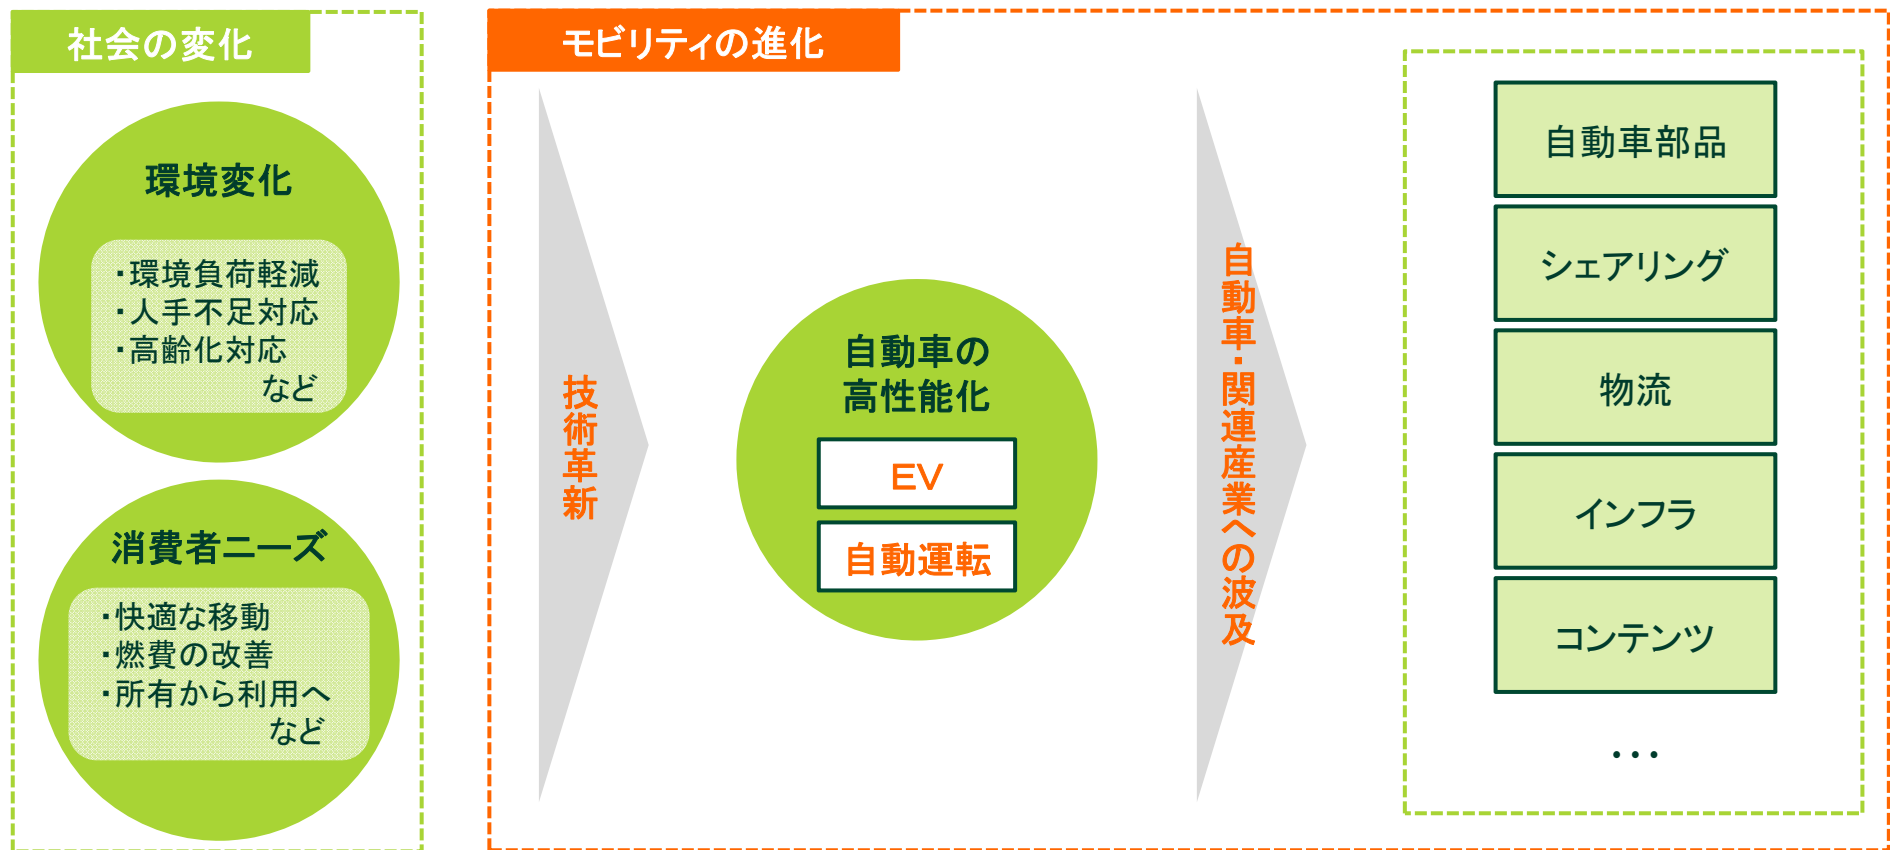 社会の変化
環境変化
・環境負荷軽減
・人手不足対応
・高齢化対応
など
消費者ニーズ
・快適な移動
・燃費の改善
・所有から利用へ
など
モビリティの進化
技術革新
自動車の
高性能化
EV
自動運転
自動車・関連産業への波及
自動車部品
シェアリング
物流
インフラ
コンテンツ
・・・